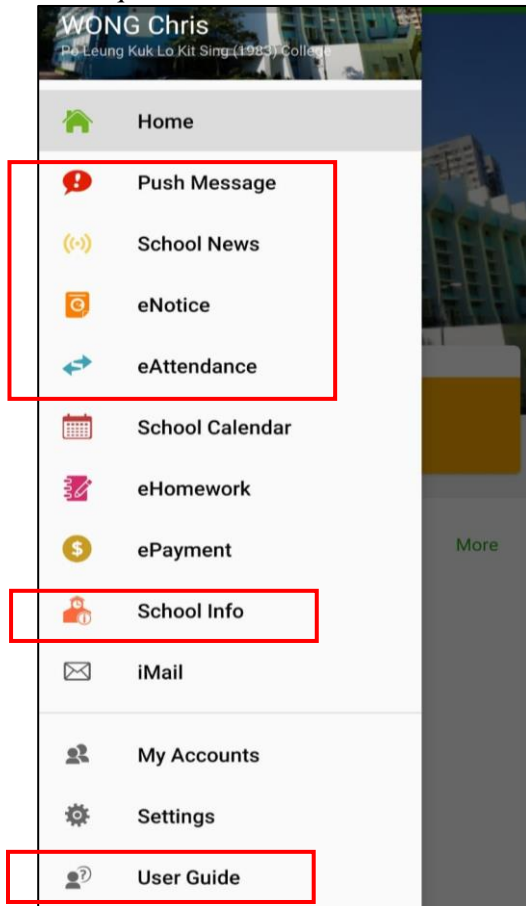 WONG Chris
Po Leung Kuk Lo Kit Sing (1983) College
Home
Push Message
School News
eNotice
eAttendance
School Calendar
eHomework
ePayment
More
School Info
iMail
My Accounts
Settings
User Guide